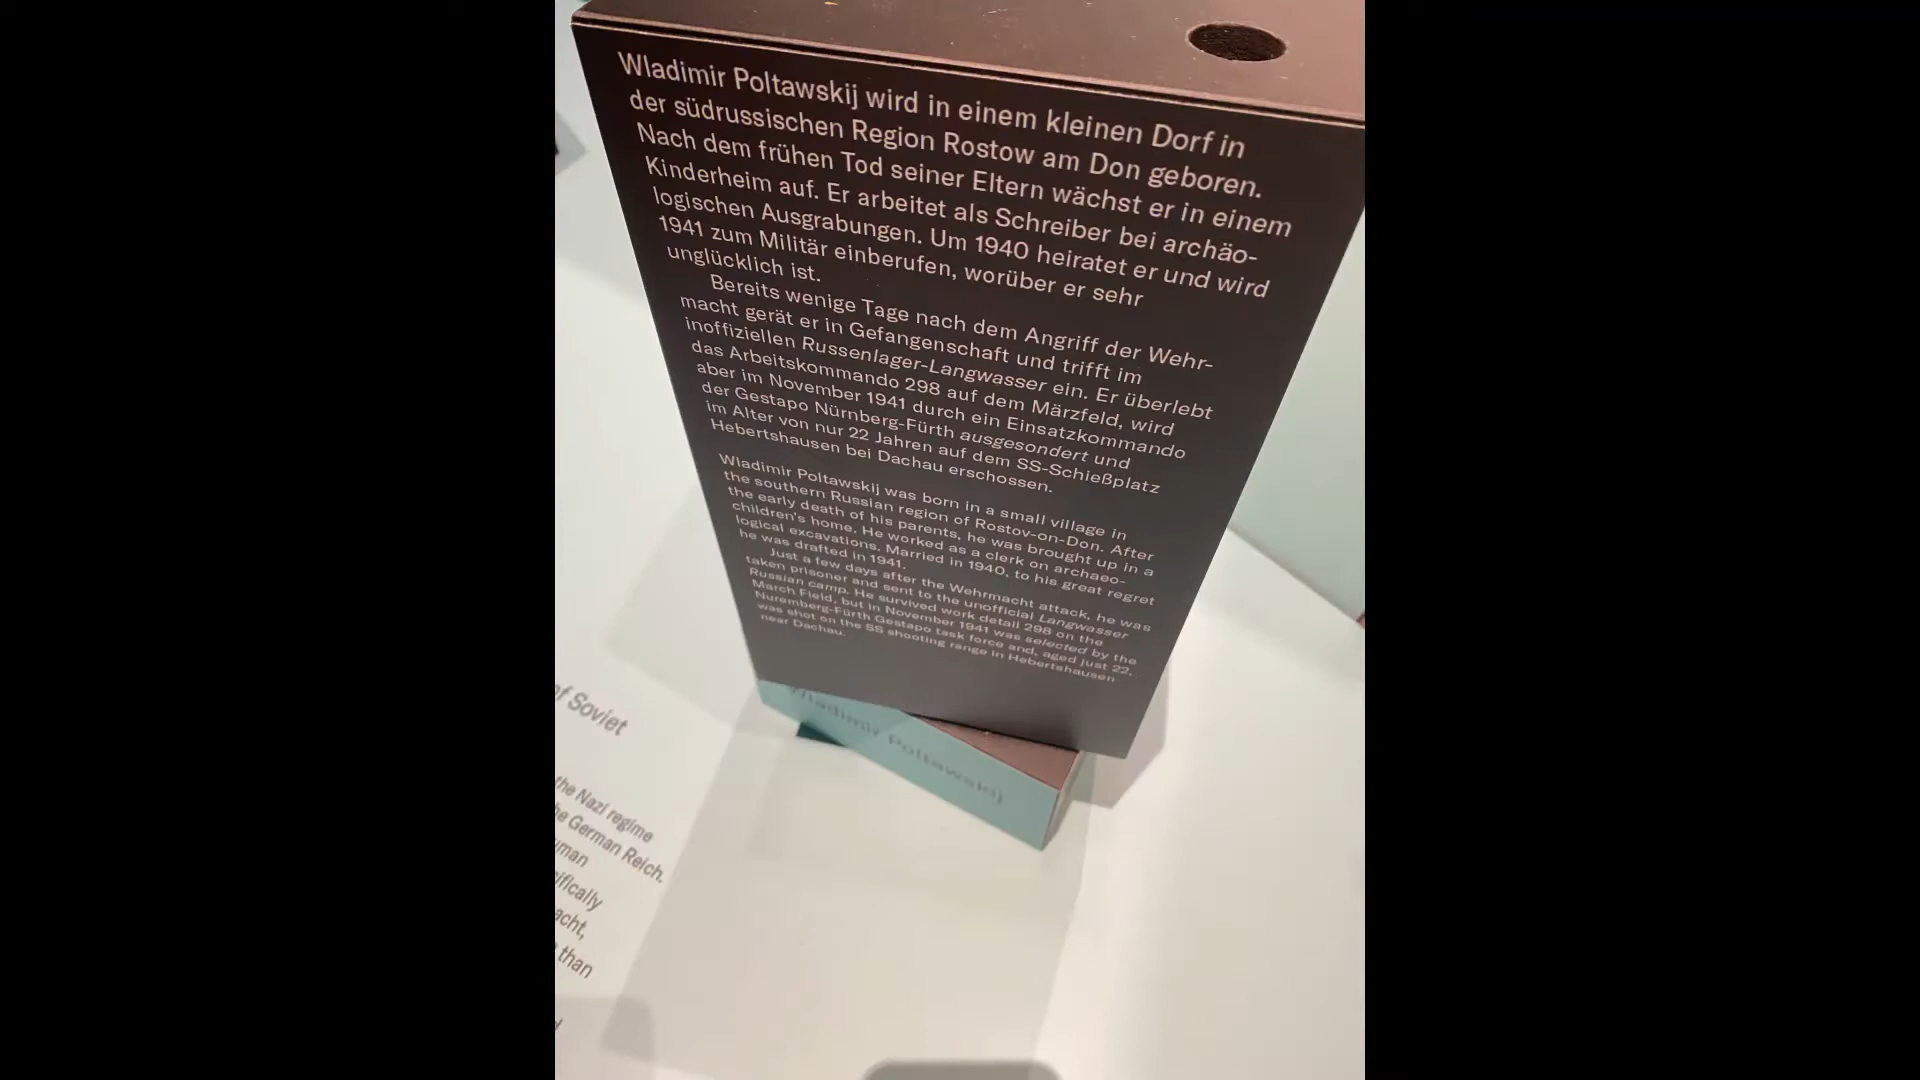 Wladimir Poltawskij wird in einem kleinen Dorf in
der südrussischen Region Rostow am Don geboren.
Nach dem frühen Tod seiner Eltern wächst er in einem
Kinderheim auf. Er arbeitet als Schreiber bei archäo-
logischen Ausgrabungen. Um 1940 heiratet er und wird
1941 zum Militär einberufen, worüber er sehr
unglücklich ist.
Bereits wenige Tage nach dem Angriff der Wehr-
macht gerät er in Gefangenschaft und trifft im
inoffiziellen Russenlager-Langwasser ein. Er überlebt
das Arbeitskommando 298 auf dem Märzfeld, wird
aber im November 1941 durch ein Einsatzkommando
der Gestapo Nürnberg-Fürth ausgesondert und
im Alter von nur 22 Jahren auf dem SS-Schießplatz
Hebertshausen bei Dachau erschossen.
Wladimir Poltawskij was born in a small village in
the southern Russian region of Rostov-on-Don. After
the early death of his parents, he was brought up in a
children's home. He worked as a clerk on archaeo-
logical excavations. Married in 1940, to his great regret
he was drafted in 1941.
Just a few days after the Wehrmacht attack, he was
taken prisoner and sent to the unofficial Langwasser
Russian camp. He survived work detail 298 on the
March Field, but in November 1941 was selected by the
Nuremberg-Fürth Gestapo task force and, aged just 22,
was shot on the SS shooting range in Hebertshausen
near Dachau.
Wladimir Poltawskij
of Soviet
the Nazi regime
he German Reich.
uman
cifically
acht,
than